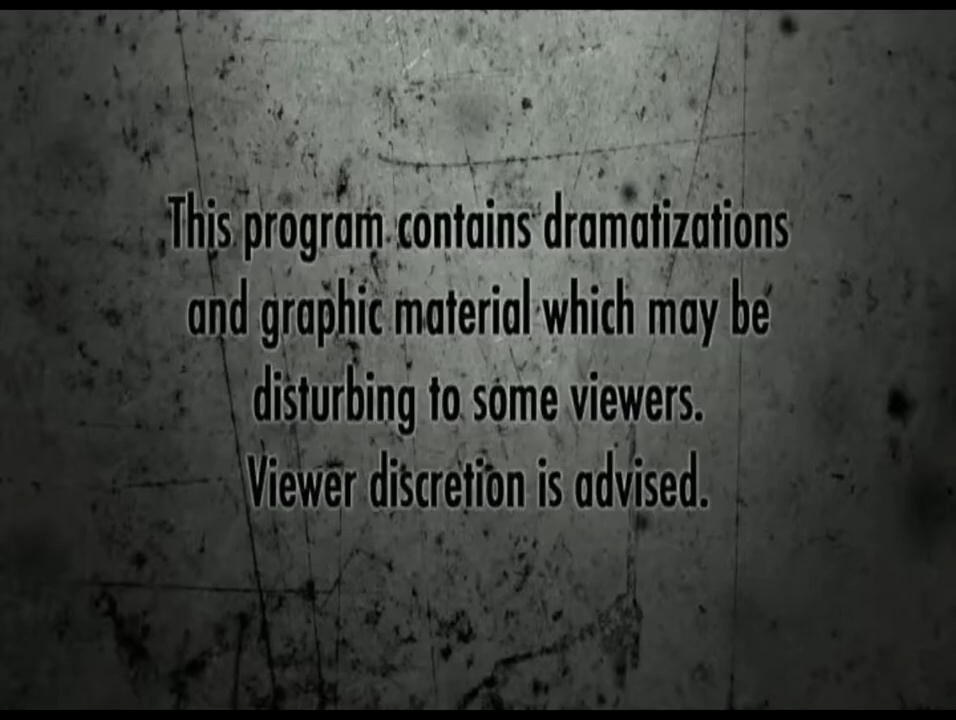 This program contains dramatizations
and graphic material which may be
disturbing to some viewers.
Viewer discretion is advised.